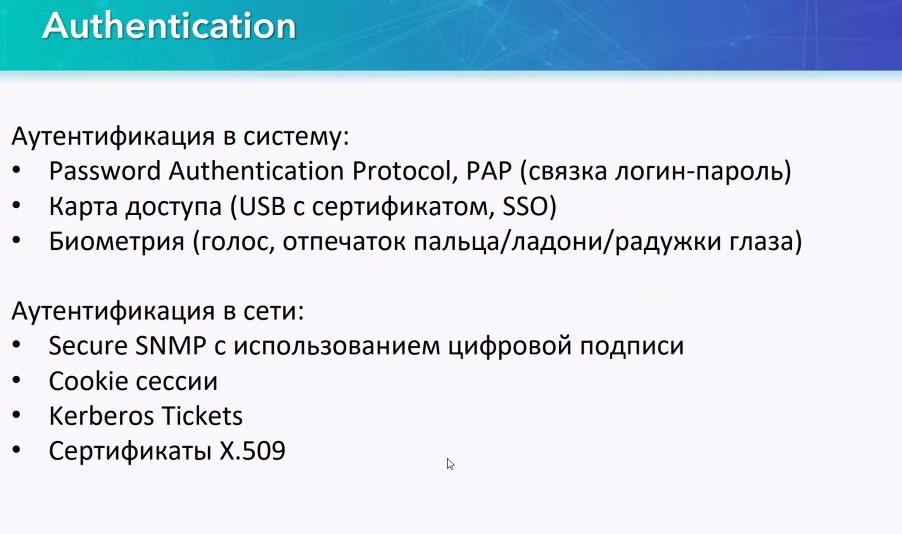 Authentication
Аутентификация в систему:
• Password Authentication Protocol, PAP (связка логин-пароль)
• Карта доступа (USB с сертификатом, SSO)
• Биометрия (голос, отпечаток пальца/ладони/радужки глаза)
Аутентификация в сети:
• Secure SNMP с использованием цифровой подписи
• Cookie сессии
• Kerberos Tickets
• Сертификаты X.509